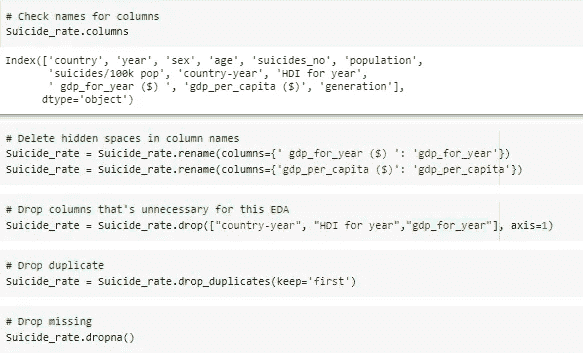 # Check names for columns
Suicide_rate.columns
Index(['country', 'year', 'sex', 'age', 'suicides_no', 'population',
'suicides/100k pop', 'country-year', 'HDI for year',
' gdp_for_year ($) ', 'gdp_per_capita ($)', 'generation'],
dtype='object')
# Delete hidden spaces in column names
Suicide_rate = Suicide_rate.rename(columns={' gdp_for_year ($) ': 'gdp_for_year'})
Suicide_rate = Suicide_rate.rename(columns={'gdp_per_capita ($)': 'gdp_per_capita'})
# Drop columns that's unnecessary for this EDA
Suicide_rate = Suicide_rate.drop(["country-year", "HDI for year","gdp_for_year"], axis=1)
# Drop duplicate
Suicide_rate = Suicide_rate.drop_duplicates(keep='first')
# Drop missing
Suicide_rate.dropna()